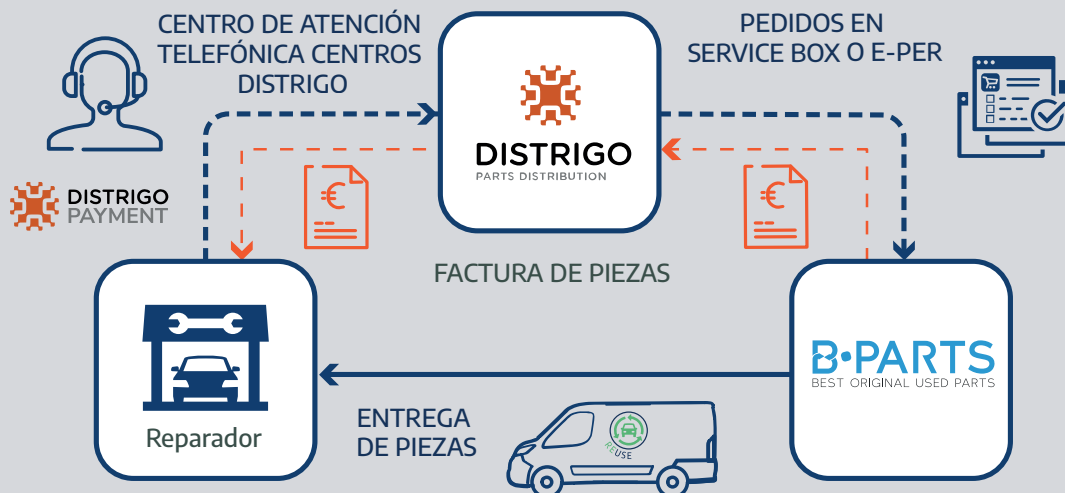 CENTRO DE ATENCIÓN
TELEFÓNICA CENTROS
DISTRIGO
PEDIDOS EN
SERVICE BOX O E-PER
DISTRIGO
PARTS DISTRIBUTION
DISTRIGO
PAYMENT
€
€
FACTURA DE PIEZAS
Reparador
B·PARTS
BEST ORIGINAL USED PARTS
ENTREGA
DE PIEZAS
REUSE